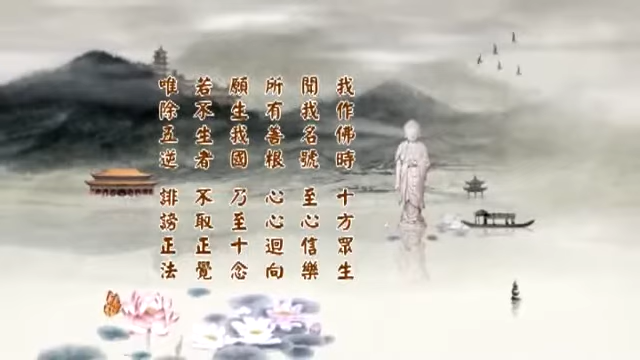 我作佛時 十方眾生
聞我名號 至心信樂
所有善根 心心迴向
願生我國 乃至十念
若不生者 不取正覺
唯除五逆 誹謗正法